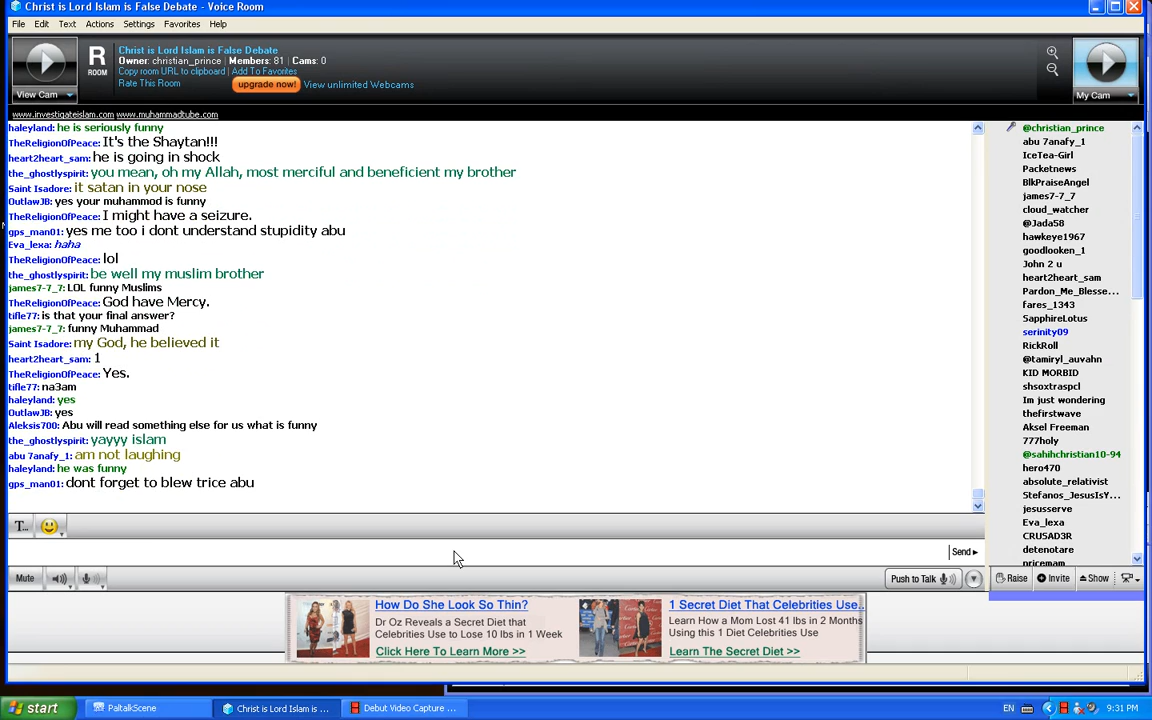 Christ is Lord Islam is False Debate - Voice Room
File Edit Text Actions Settings Favorites Help
Christ is Lord Islam is False Debate
R ROOM
Owner: christian_prince | Members: 81 | Cams: 0
Copy room URL to clipboard | Add To Favorites
Rate This Room
upgrade now! View unlimited Webcams
View Cam
My Cam
www.investigateislam.com www.muhammadtube.com
haleyland: he is seriously funny
TheReligionOfPeace: It's the Shaytan!!!
heart2heart_sam: he is going in shock
the_ghostlyspirit: you mean, oh my Allah, most merciful and beneficient my brother
Saint Isadore: it satan in your nose
OutlawJB: yes your muhammod is funny
TheReligionOfPeace: I might have a seizure.
gps_man01: yes me too i dont understand stupidity abu
Eva_lexa: haha
TheReligionOfPeace: lol
the_ghostlyspirit: be well my muslim brother
james7-7_7: LOL funny Muslims
TheReligionOfPeace: God have Mercy.
tifle77: is that your final answer?
james7-7_7: funny Muhammad
Saint Isadore: my God, he believed it
heart2heart_sam: 1
TheReligionOfPeace: Yes.
tifle77: na3am
haleyland: yes
OutlawJB: yes
Aleksis700: Abu will read something else for us what is funny
the_ghostlyspirit: yayyy islam
abu 7anafy_1: am not laughing
haleyland: he was funny
gps_man01: dont forget to blew trice abu
@christian_prince
abu 7anafy_1
IceTea-Girl
Packetnews
BlkPraiseAngel
james7-7_7
cloud_watcher
@Jada58
hawkeye1967
goodlooken_1
John 2 u
heart2heart_sam
Pardon_Me_Blesse...
fares_1343
SapphireLotus
serinity09
RickRoll
@tamiryl_auvahn
KID MORBID
shsoxtraspcl
Im just wondering
thefirstwave
Aksel Freeman
777holy
@sahihchristian10-94
hero470
absolute_relativist
Stefanos_JesusIsY...
jesusserve
Eva_lexa
CRUSAD3R
detenotare
pricemam
T...
Send
Mute
Push to Talk
Raise Invite Show
How Do She Look So Thin?
Dr Oz Reveals a Secret Diet that
Celebrities Use to Lose 10 lbs in 1 Week
Click Here To Learn More >>
1 Secret Diet That Celebrities Use..
Learn How a Mom Lost 41 lbs in 2 Months
Using this 1 Diet Celebrities Use
Learn The Secret Diet >>
start PaltalkScene Christ is Lord Islam is ... Debut Video Capture ... EN 9:31 PM